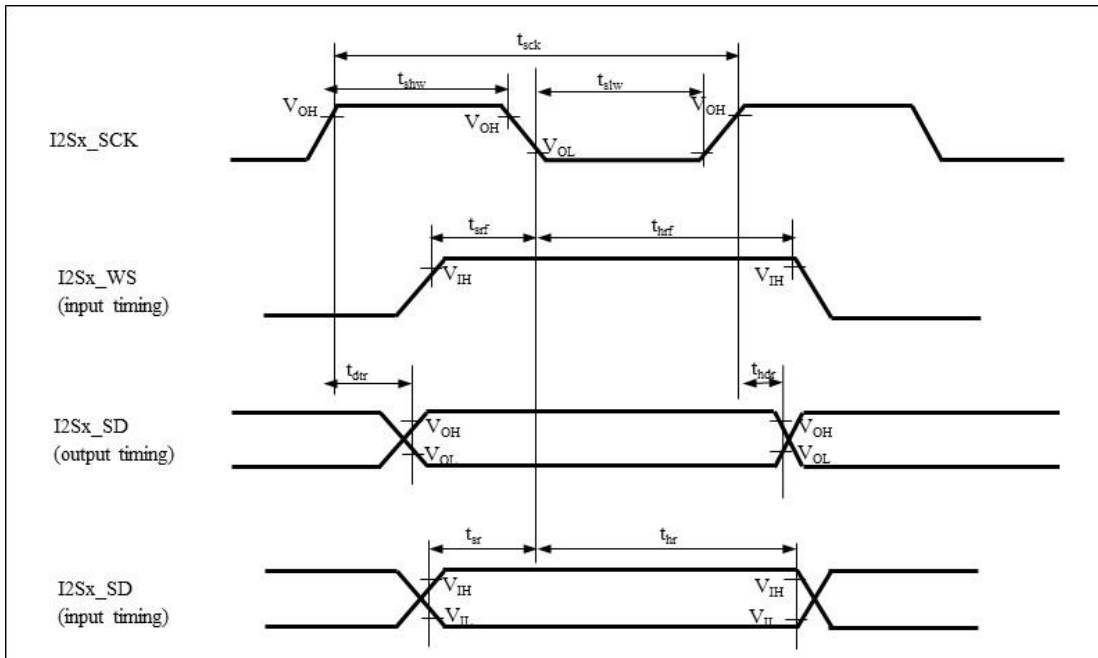 tsck
tshw
tslw
VOH
VOH
VOH
I2Sx_SCK
VOL
tsrf
thrf
I2Sx_WS
(input timing)
VIH
VIH
tdtr
thdr
I2Sx_SD
(output timing)
VOH
VOH
VOL
VOL
tsr
thr
I2Sx_SD
(input timing)
VIH
VIH
VIL
VIL